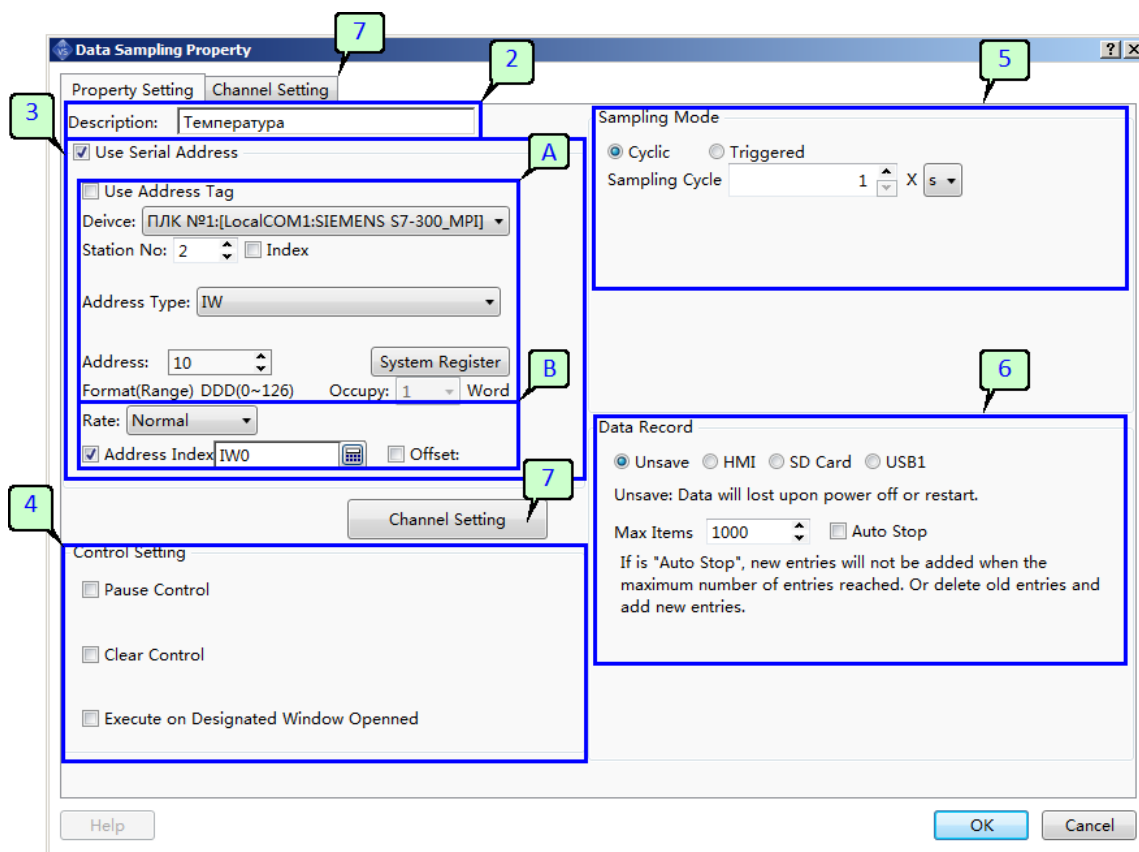 7
Data Sampling Property
2
5
Property Setting Channel Setting
3
Description: Температура
Sampling Mode
Use Serial Address
A
Cyclic Triggered
Sampling Cycle 1 X s
Use Address Tag
Deivce: ПЛК №1:[LocalCOM1:SIEMENS S7-300_MPI]
Station No: 2 Index
Address Type: IW
Address: 10 System Register
B
6
Format(Range) DDD(0~126) Occupy: 1 Word
Rate: Normal
Data Record
Address Index IW0 Offset:
Unsave HMI SD Card USB1
7
Unsave: Data will lost upon power off or restart.
4
Channel Setting
Max Items 1000 Auto Stop
Control Setting
If is "Auto Stop", new entries will not be added when the
maximum number of entries reached. Or delete old entries and
add new entries.
Pause Control
Clear Control
Execute on Designated Window Openned
Help OK Cancel